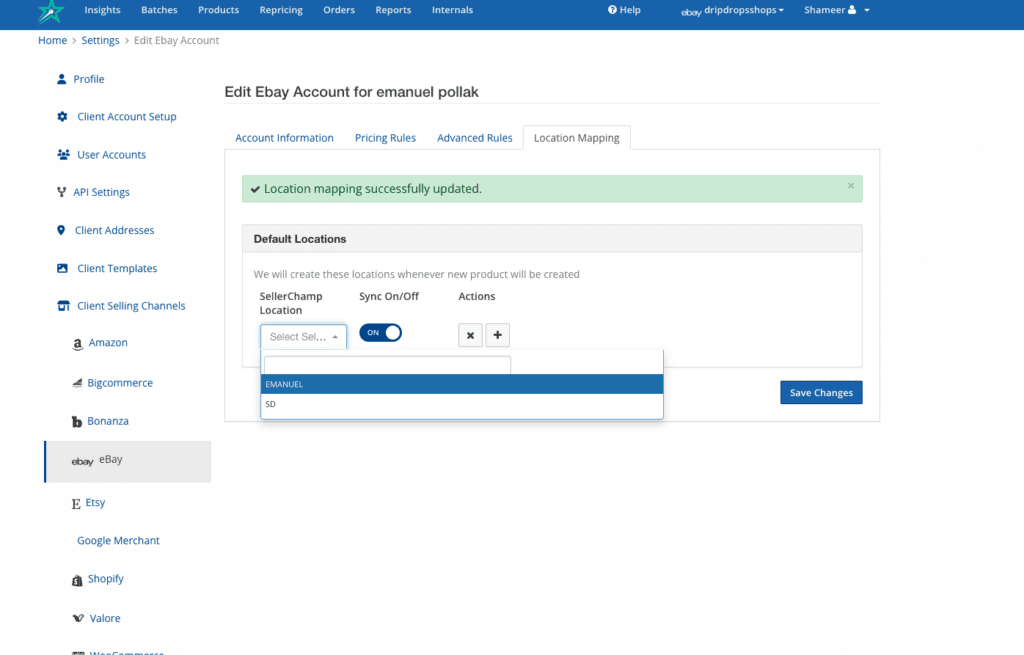 Insights Batches Products Repricing Orders Reports Internals Help ebay dripdropsshops Shameer
Home > Settings > Edit Ebay Account
Profile
Client Account Setup
User Accounts
API Settings
Client Addresses
Client Templates
Client Selling Channels
Amazon
Bigcommerce
Bonanza
ebay eBay
Etsy
Google Merchant
Shopify
Valore
WooCommerce
Edit Ebay Account for emanuel pollak
Account Information Pricing Rules Advanced Rules Location Mapping
Location mapping successfully updated. ×
Default Locations
We will create these locations whenever new product will be created
SellerChamp Sync On/Off Actions
Location
Select Sel... ON
EMANUEL
SD
Save Changes